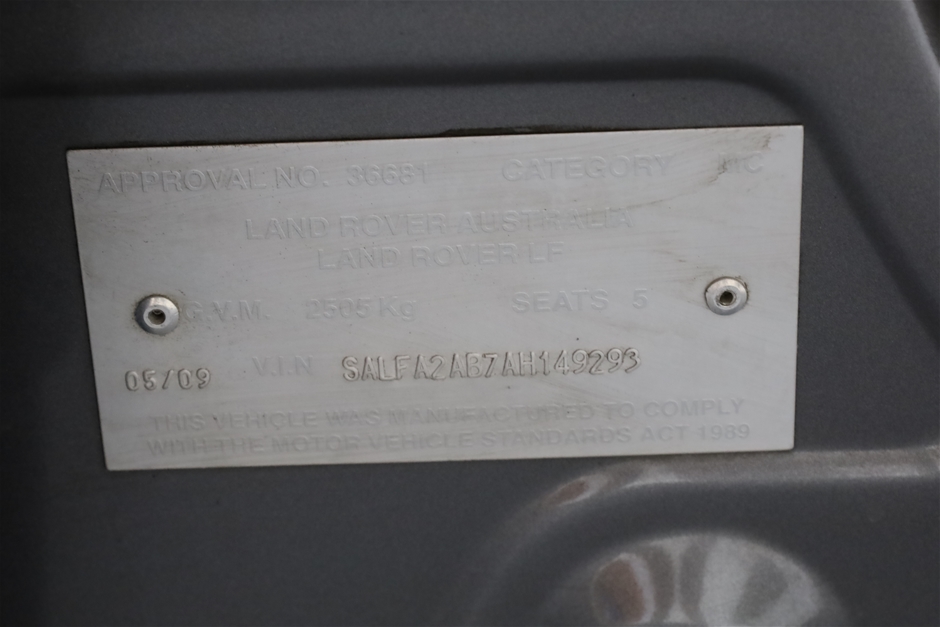 APPROVAL NO. 36681 CATEGORY MC
LAND ROVER AUSTRALIA
LAND ROVER LF
G.V.M. 2505 Kg SEATS 5
05/09 V.I.N SALFA2AB7AH149293
THIS VEHICLE WAS MANUFACTURED TO COMPLY
WITH THE MOTOR VEHICLE STANDARDS ACT 1989